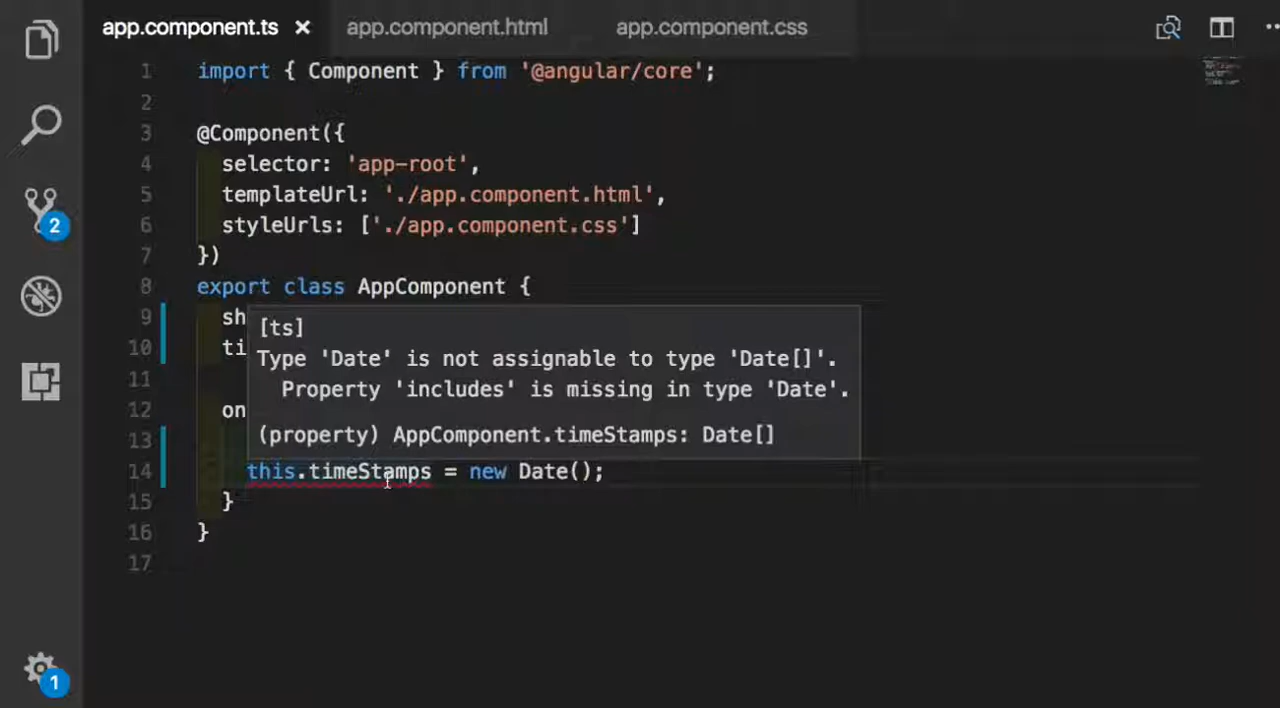 app.component.ts × app.component.html app.component.css
1 import { Component } from '@angular/core';
2
3 @Component({
4 selector: 'app-root',
5 templateUrl: './app.component.html',
6 styleUrls: ['./app.component.css']
7 })
8 export class AppComponent {
9 sh
[ts]
Type 'Date' is not assignable to type 'Date[]'.
Property 'includes' is missing in type 'Date'.
(property) AppComponent.timeStamps: Date[]
10 ti
11
12 on
13
14 this.timeStamps = new Date();
15 }
16 }
17
2
1